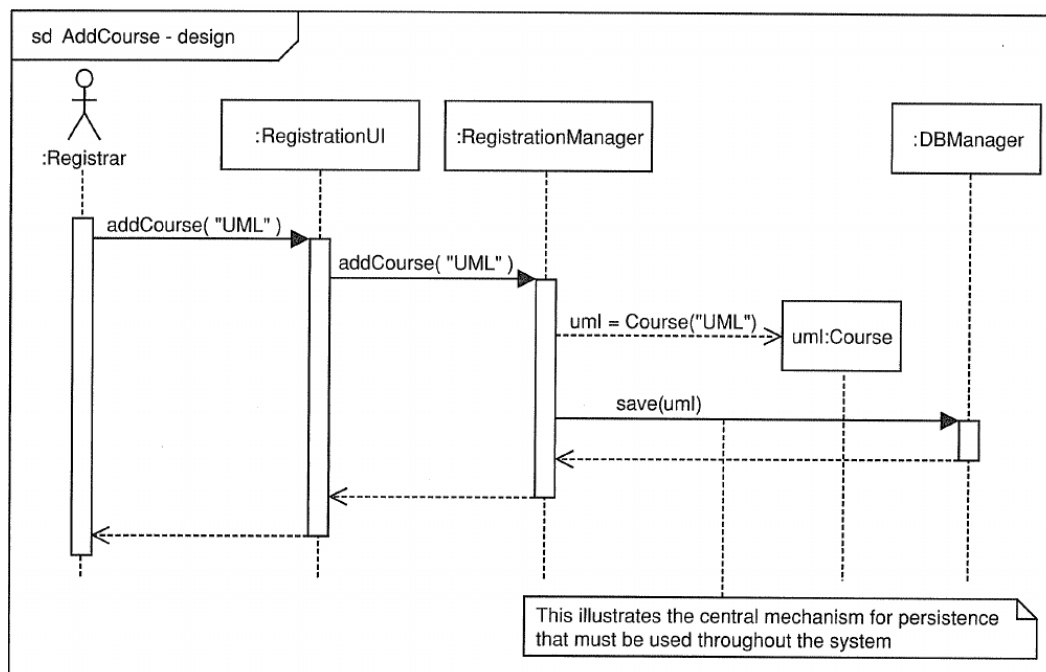 sd AddCourse - design
:Registrar
:RegistrationUI
:RegistrationManager
:DBManager
addCourse( "UML" )
addCourse( "UML" )
uml = Course("UML")
uml:Course
save(uml)
This illustrates the central mechanism for persistence
that must be used throughout the system